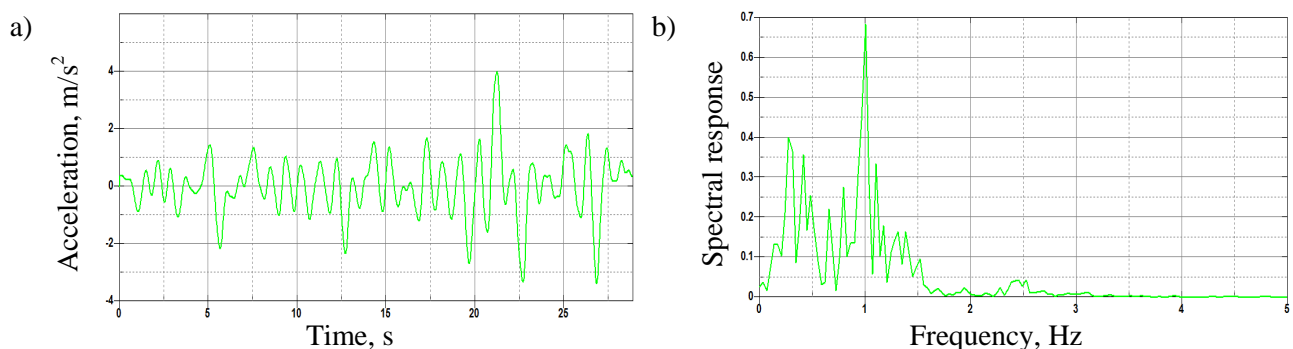 a)
Acceleration, m/s²
4
2
0
-2
-4
0 5 10 15 20 25
Time, s
b)
Spectral response
0.7
0.6
0.5
0.4
0.3
0.2
0.1
0
0 1 2 3 4 5
Frequency, Hz